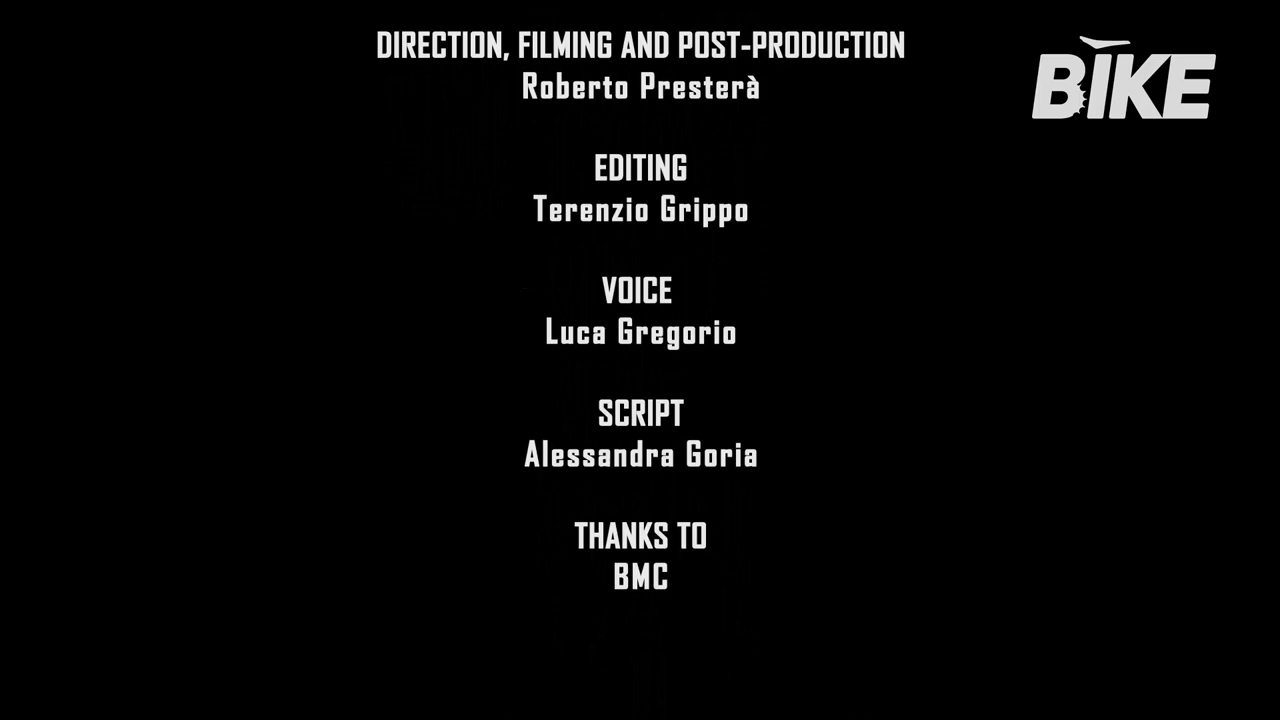 DIRECTION, FILMING AND POST-PRODUCTION
Roberto Presterà
BIKE
EDITING
Terenzio Grippo
VOICE
Luca Gregorio
SCRIPT
Alessandra Goria
THANKS TO
BMC